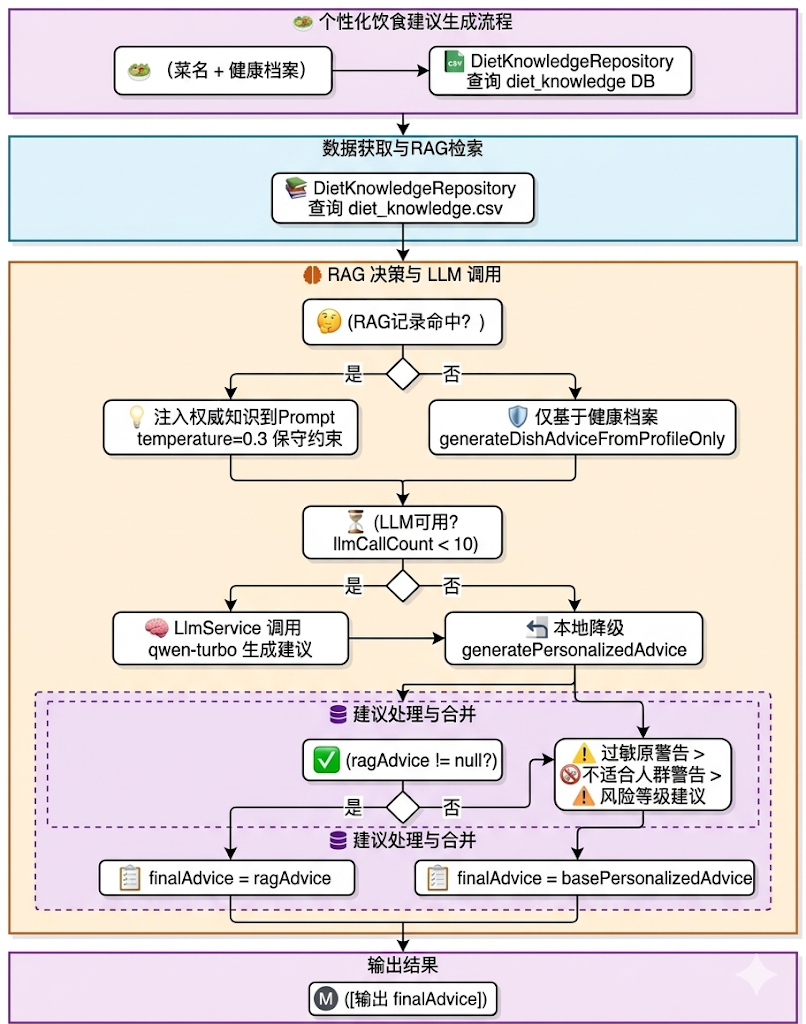 个性化饮食建议生成流程
(菜名 + 健康档案)
CSV
DietKnowledgeRepository
查询 diet_knowledge DB
数据获取与RAG检索
DietKnowledgeRepository
查询 diet_knowledge.csv
RAG 决策与 LLM 调用
(RAG记录命中? )
是
否
注入权威知识到Prompt
temperature=0.3 保守约束
仅基于健康档案
generateDishAdviceFromProfileOnly
(LLM可用?
llmCallCount < 10)
是
否
LlmService 调用
qwen-turbo 生成建议
本地降级
generatePersonalizedAdvice
建议处理与合并
(ragAdvice != null?)
过敏原警告 >
不适合人群警告 >
风险等级建议
是
否
建议处理与合并
finalAdvice = ragAdvice
finalAdvice = basePersonalizedAdvice
输出结果
M ([输出 finalAdvice])